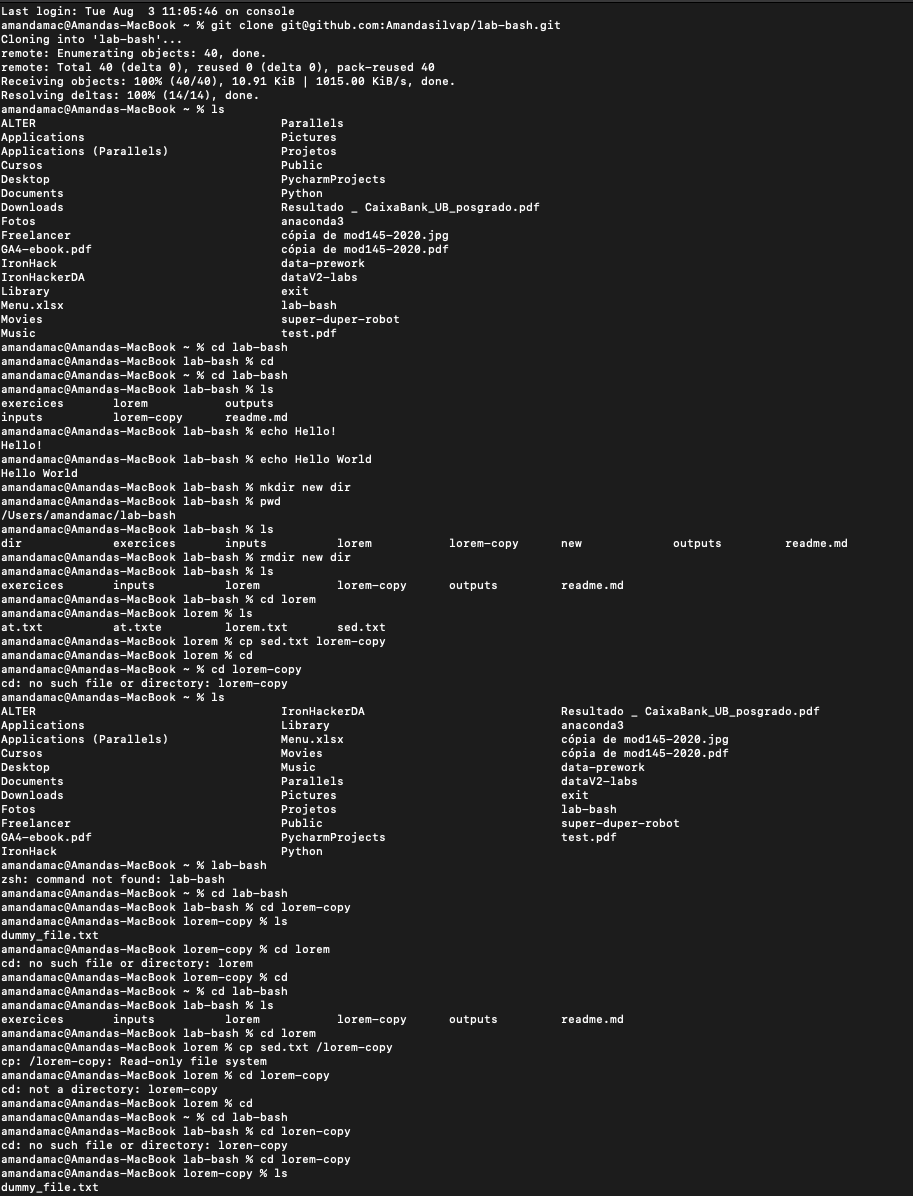 Last login: Tue Aug  3 11:05:46 on console
amandamac@Amandas-MacBook ~ % git clone git@github.com:Amandasilvap/lab-bash.git
Cloning into 'lab-bash'...
remote: Enumerating objects: 40, done.
remote: Total 40 (delta 0), reused 0 (delta 0), pack-reused 40
Receiving objects: 100% (40/40), 10.91 KiB | 1015.00 KiB/s, done.
Resolving deltas: 100% (14/14), done.
amandamac@Amandas-MacBook ~ % ls
ALTER                                   Parallels
Applications                            Pictures
Applications (Parallels)                Projetos
Cursos                                  Public
Desktop                                 PycharmProjects
Documents                               Python
Downloads                               Resultado _ CaixaBank_UB_posgrado.pdf
Fotos                                   anaconda3
Freelancer                              cópia de mod145-2020.jpg
GA4-ebook.pdf                           cópia de mod145-2020.pdf
IronHack                                data-prework
IronHackerDA                            dataV2-labs
Library                                 exit
Menu.xlsx                               lab-bash
Movies                                  super-duper-robot
Music                                   test.pdf
amandamac@Amandas-MacBook ~ % cd lab-bash
amandamac@Amandas-MacBook lab-bash % cd
amandamac@Amandas-MacBook ~ % cd lab-bash
amandamac@Amandas-MacBook lab-bash % ls
exercices       lorem           outputs
inputs          lorem-copy      readme.md
amandamac@Amandas-MacBook lab-bash % echo Hello!
Hello!
amandamac@Amandas-MacBook lab-bash % echo Hello World
Hello World
amandamac@Amandas-MacBook lab-bash % mkdir new dir
amandamac@Amandas-MacBook lab-bash % pwd
/Users/amandamac/lab-bash
amandamac@Amandas-MacBook lab-bash % ls
dir             exercices       inputs          lorem           lorem-copy      new             outputs         readme.md
amandamac@Amandas-MacBook lab-bash % rmdir new dir
amandamac@Amandas-MacBook lab-bash % ls
exercices       inputs          lorem           lorem-copy      outputs         readme.md
amandamac@Amandas-MacBook lab-bash % cd lorem
amandamac@Amandas-MacBook lorem % ls
at.txt          at.txte         lorem.txt       sed.txt
amandamac@Amandas-MacBook lorem % cp sed.txt lorem-copy
amandamac@Amandas-MacBook lorem % cd
amandamac@Amandas-MacBook ~ % cd lorem-copy
cd: no such file or directory: lorem-copy
amandamac@Amandas-MacBook ~ % ls
ALTER                                   IronHackerDA                            Resultado _ CaixaBank_UB_posgrado.pdf
Applications                            Library                                 anaconda3
Applications (Parallels)                Menu.xlsx                               cópia de mod145-2020.jpg
Cursos                                  Movies                                  cópia de mod145-2020.pdf
Desktop                                 Music                                   data-prework
Documents                               Parallels                               dataV2-labs
Downloads                               Pictures                                exit
Fotos                                   Projetos                                lab-bash
Freelancer                              Public                                  super-duper-robot
GA4-ebook.pdf                           PycharmProjects                         test.pdf
IronHack                                Python
amandamac@Amandas-MacBook ~ % lab-bash
zsh: command not found: lab-bash
amandamac@Amandas-MacBook ~ % cd lab-bash
amandamac@Amandas-MacBook lab-bash % cd lorem-copy
amandamac@Amandas-MacBook lorem-copy % ls
dummy_file.txt
amandamac@Amandas-MacBook lorem-copy % cd lorem
cd: no such file or directory: lorem
amandamac@Amandas-MacBook lorem-copy % cd
amandamac@Amandas-MacBook ~ % cd lab-bash
amandamac@Amandas-MacBook lab-bash % ls
exercices       inputs          lorem           lorem-copy      outputs         readme.md
amandamac@Amandas-MacBook lab-bash % cd lorem
amandamac@Amandas-MacBook lorem % cp sed.txt /lorem-copy
cp: /lorem-copy: Read-only file system
amandamac@Amandas-MacBook lorem % cd lorem-copy
cd: not a directory: lorem-copy
amandamac@Amandas-MacBook lorem % cd
amandamac@Amandas-MacBook ~ % cd lab-bash
amandamac@Amandas-MacBook lab-bash % cd loren-copy
cd: no such file or directory: loren-copy
amandamac@Amandas-MacBook lab-bash % cd lorem-copy
amandamac@Amandas-MacBook lorem-copy % ls
dummy_file.txt